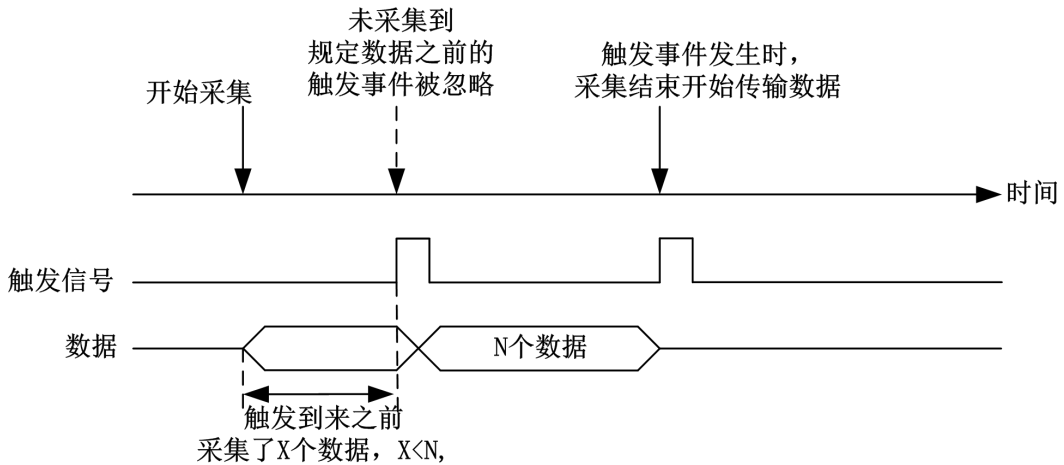 未采集到
规定数据之前的
触发事件被忽略
触发事件发生时，
采集结束开始传输数据
开始采集
时间
触发信号
数据
N个数据
触发到来之前
采集了X个数据，X<N,